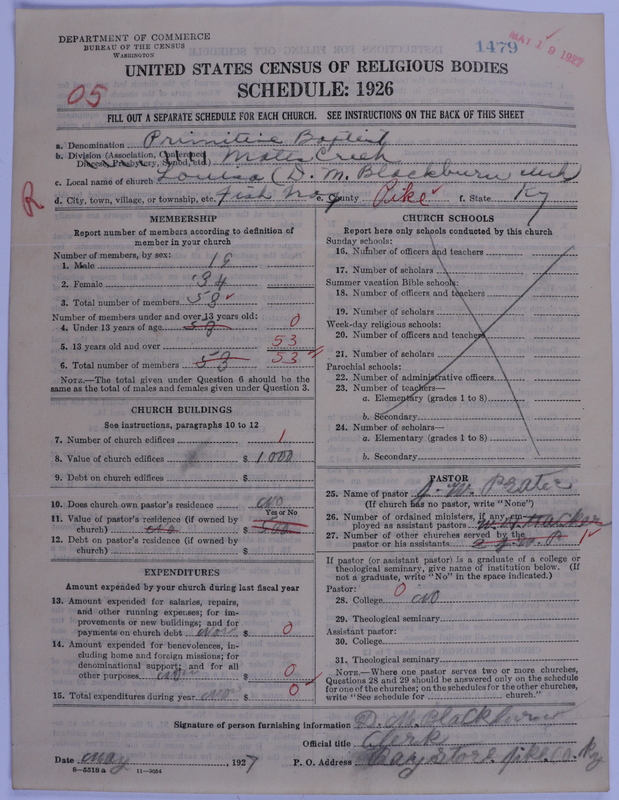 DEPARTMENT OF COMMERCE
BUREAU OF THE CENSUS
WASHINGTON
1479
MAY 19 1927
UNITED STATES CENSUS OF RELIGIOUS BODIES
SCHEDULE: 1926
05
FILL OUT A SEPARATE SCHEDULE FOR EACH CHURCH. SEE INSTRUCTIONS ON THE BACK OF THIS SHEET
a. Denomination Primitive Baptist
b. Division (Association, Conference, Diocese, Presbytery, Synod, etc.) Mates Creek
c. Local name of church Louisa (D. M. Blackburn
d. City, town, village, or township, etc. e. County Pike f. State Ky
R
MEMBERSHIP
Report number of members according to definition of
member in your church
Number of members, by sex:
1. Male
2. Female 34
3. Total number of members
Number of members under and over 13 years old:
4. Under 13 years of age 0
5. 13 years old and over 53
6. Total number of members 53
NOTE.—The total given under Question 6 should be the
same as the total of males and females given under Question 3.
CHURCH BUILDINGS
See instructions, paragraphs 10 to 12
7. Number of church edifices 1
8. Value of church edifices $ 1000
9. Debt on church edifices $
10. Does church own pastor's residence No
Yes or No
11. Value of pastor's residence (if owned by
church) $
12. Debt on pastor's residence (if owned by
church) $
EXPENDITURES
Amount expended by your church during last fiscal year
13. Amount expended for salaries, repairs,
and other running expenses; for im-
provements or new buildings; and for
payments on church debt $ 0
14. Amount expended for benevolences, in-
cluding home and foreign missions; for
denominational support; and for all
other purposes $ 0
15. Total expenditures during year $ 0
CHURCH SCHOOLS
Report here only schools conducted by this church
Sunday schools:
16. Number of officers and teachers
17. Number of scholars
Summer vacation Bible schools:
18. Number of officers and teachers
19. Number of scholars
Week-day religious schools:
20. Number of officers and teachers
21. Number of scholars
Parochial schools:
22. Number of administrative officers
23. Number of teachers—
a. Elementary (grades 1 to 8)
b. Secondary
24. Number of scholars—
a. Elementary (grades 1 to 8)
b. Secondary
PASTOR
25. Name of pastor J. W. Prater
(If church has no pastor, write "None")
26. Number of ordained ministers, if any, em-
ployed as assistant pastors
27. Number of other churches served by the
pastor or his assistants 1
If pastor (or assistant pastor) is a graduate of a college or
theological seminary, give name of institution below. (If
not a graduate, write "No" in the space indicated.)
Pastor: 0
28. College No
29. Theological seminary
Assistant pastor:
30. College
31. Theological seminary
NOTE.—Where one pastor serves two or more churches,
Questions 28 and 29 should be answered only on the schedule
for one of the churches; on the schedules for the other churches,
write "See schedule for church."
Signature of person furnishing information D. M. Blackburn
Official title Clerk
Date May, 1927 P. O. Address Pike Co Ky
8—5518 a 11—9054